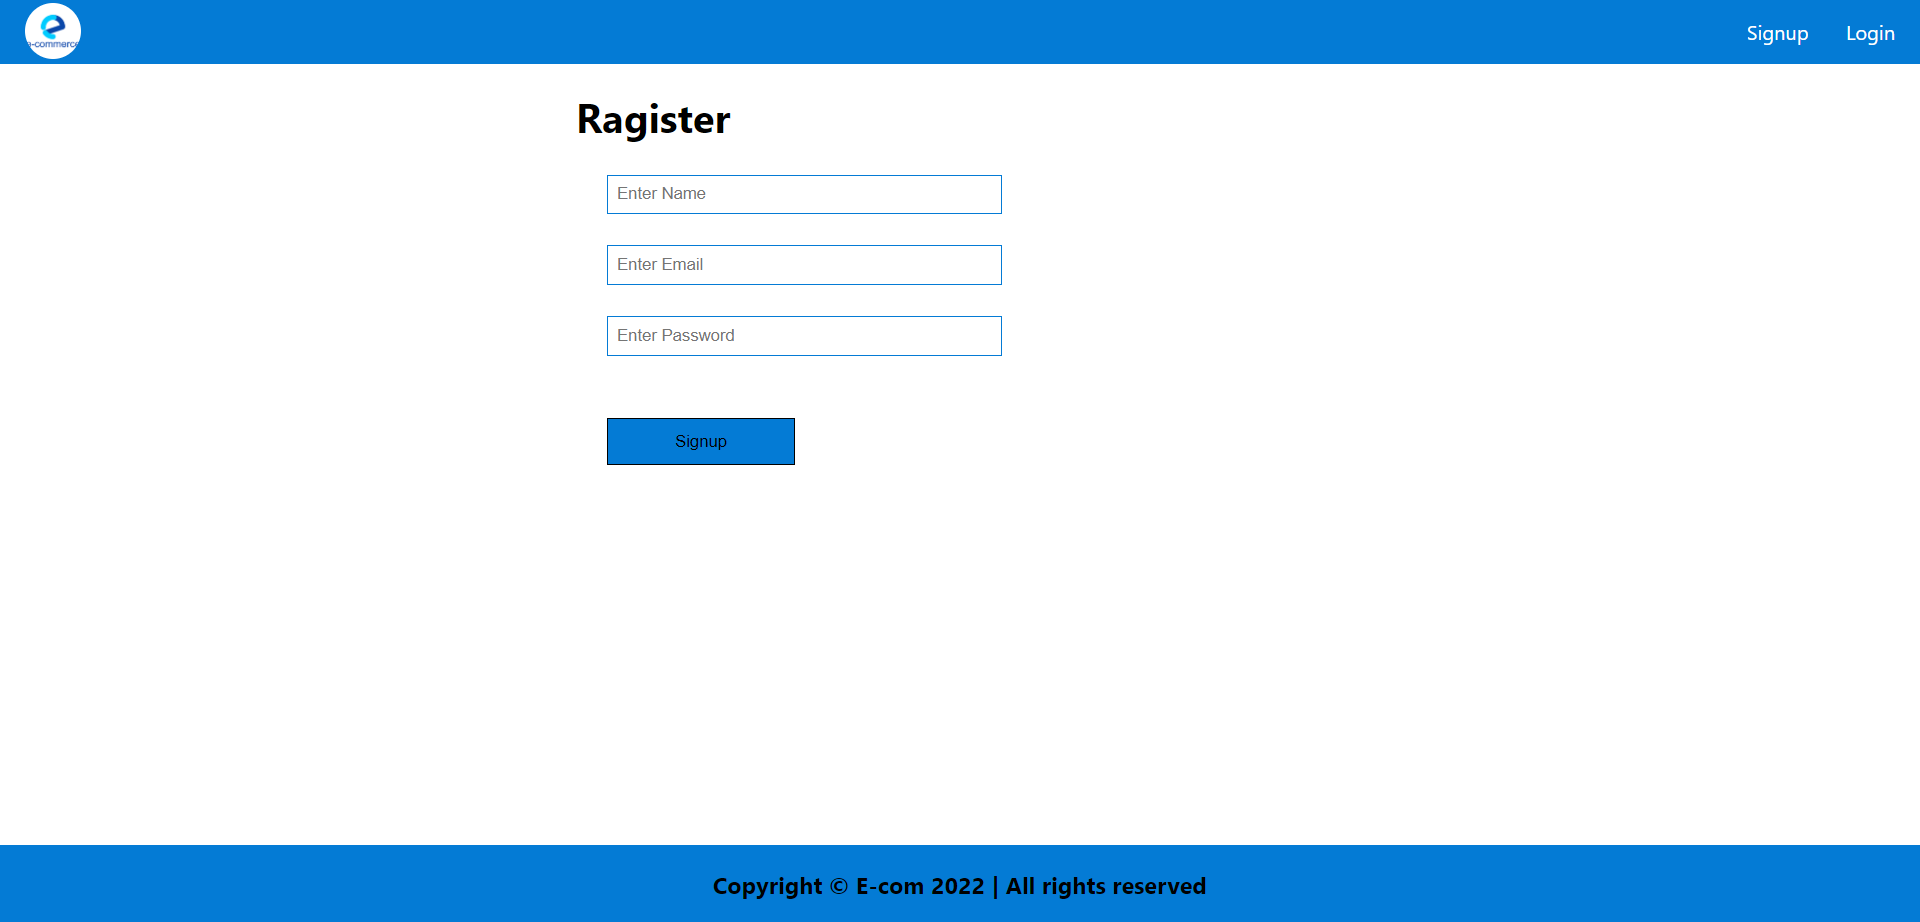 e-commerce
Signup Login
Ragister
Enter Name
Enter Email
Enter Password
Signup
Copyright © E-com 2022 | All rights reserved